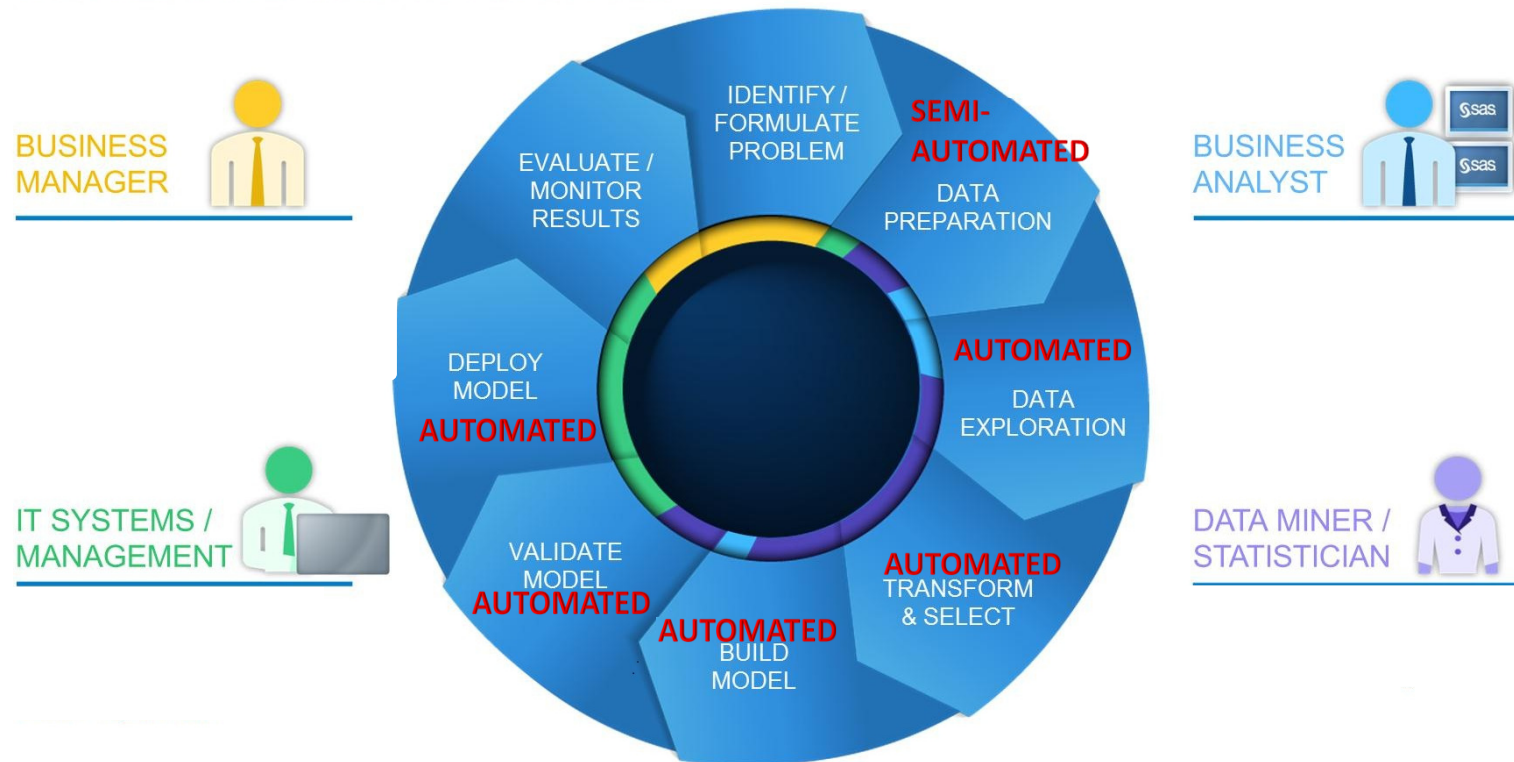 BUSINESS
MANAGER
IDENTIFY /
FORMULATE
PROBLEM
SEMI-
AUTOMATED
DATA
PREPARATION
BUSINESS
ANALYST
sas
sas
AUTOMATED
DATA
EXPLORATION
AUTOMATED
TRANSFORM
& SELECT
DATA MINER /
STATISTICIAN
AUTOMATED
BUILD
MODEL
VALIDATE
MODEL
AUTOMATED
IT SYSTEMS /
MANAGEMENT
DEPLOY
MODEL
AUTOMATED
EVALUATE /
MONITOR
RESULTS